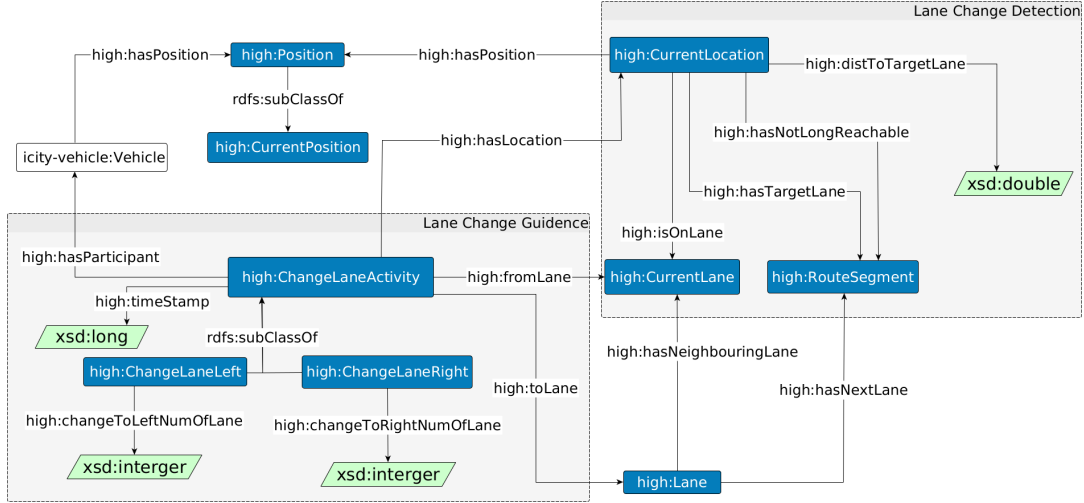 Lane Change Detection
high:hasPosition
high:Position
high:hasPosition
high:CurrentLocation
high:distToTargetLane
rdfs:subClassOf
high:hasNotLongReachable
high:hasLocation
high:CurrentPosition
icity-vehicle:Vehicle
xsd:double
high:hasTargetLane
Lane Change Guidance
high:isOnLane
high:hasParticipant
high:ChangeLaneActivity
high:fromLane
high:CurrentLane
high:RouteSegment
high:timeStamp
xsd:long
rdfs:subClassOf
high:hasNeighbouringLane
high:ChangeLaneLeft
high:ChangeLaneRight
high:toLane
high:hasNextLane
high:changeToLeftNumOfLane
high:changeToRightNumOfLane
xsd:interger
xsd:interger
high:Lane